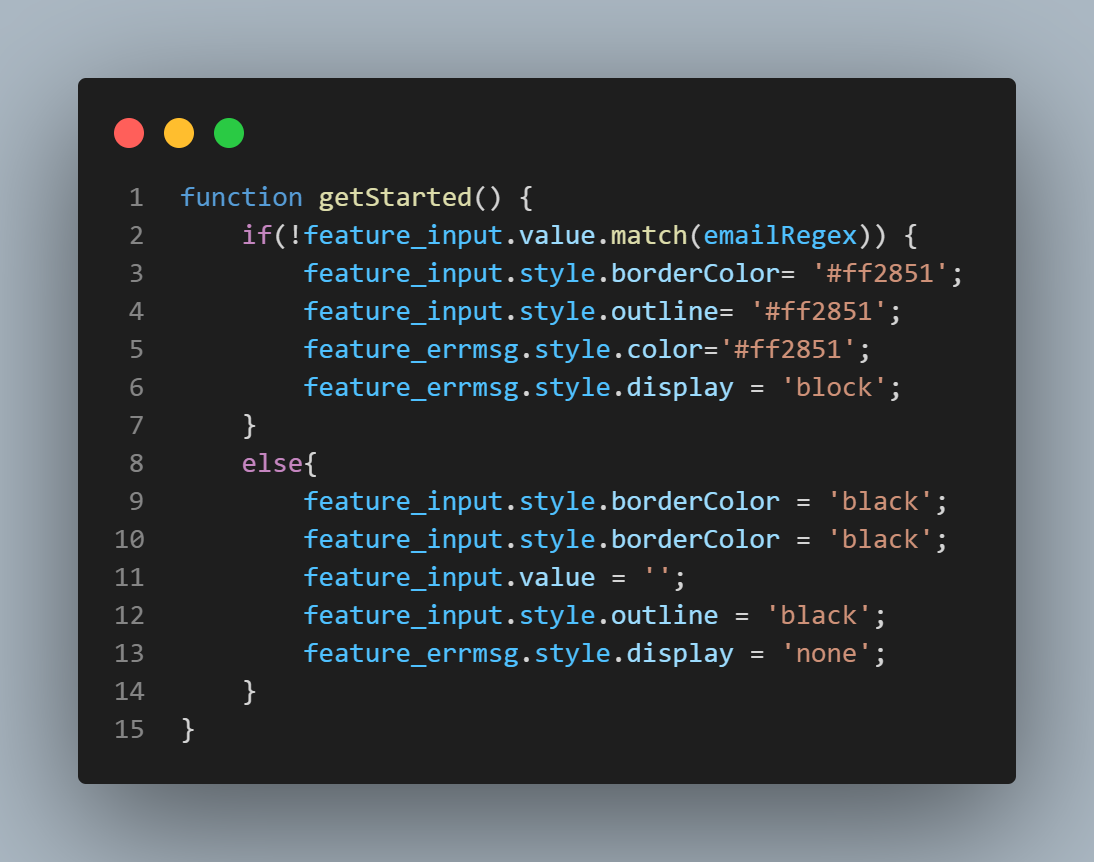 1 function getStarted() {
2     if(!feature_input.value.match(emailRegex)) {
3         feature_input.style.borderColor= '#ff2851';
4         feature_input.style.outline= '#ff2851';
5         feature_errmsg.style.color='#ff2851';
6         feature_errmsg.style.display = 'block';
7     }
8     else{
9         feature_input.style.borderColor = 'black';
10         feature_input.style.borderColor = 'black';
11         feature_input.value = '';
12         feature_input.style.outline = 'black';
13         feature_errmsg.style.display = 'none';
14     }
15 }